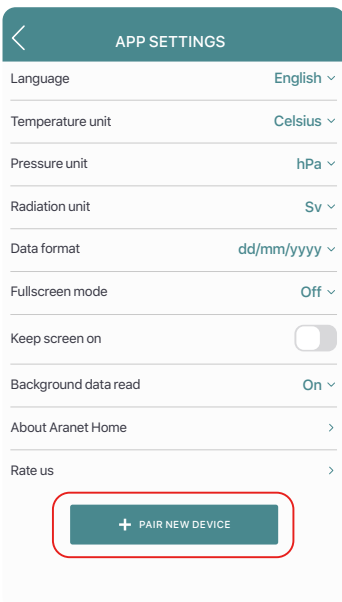 APP SETTINGS
Language English
Temperature unit Celsius
Pressure unit hPa
Radiation unit Sv
Data format dd/mm/yyyy
Fullscreen mode Off
Keep screen on
Background data read On
About Aranet Home
Rate us
+ PAIR NEW DEVICE